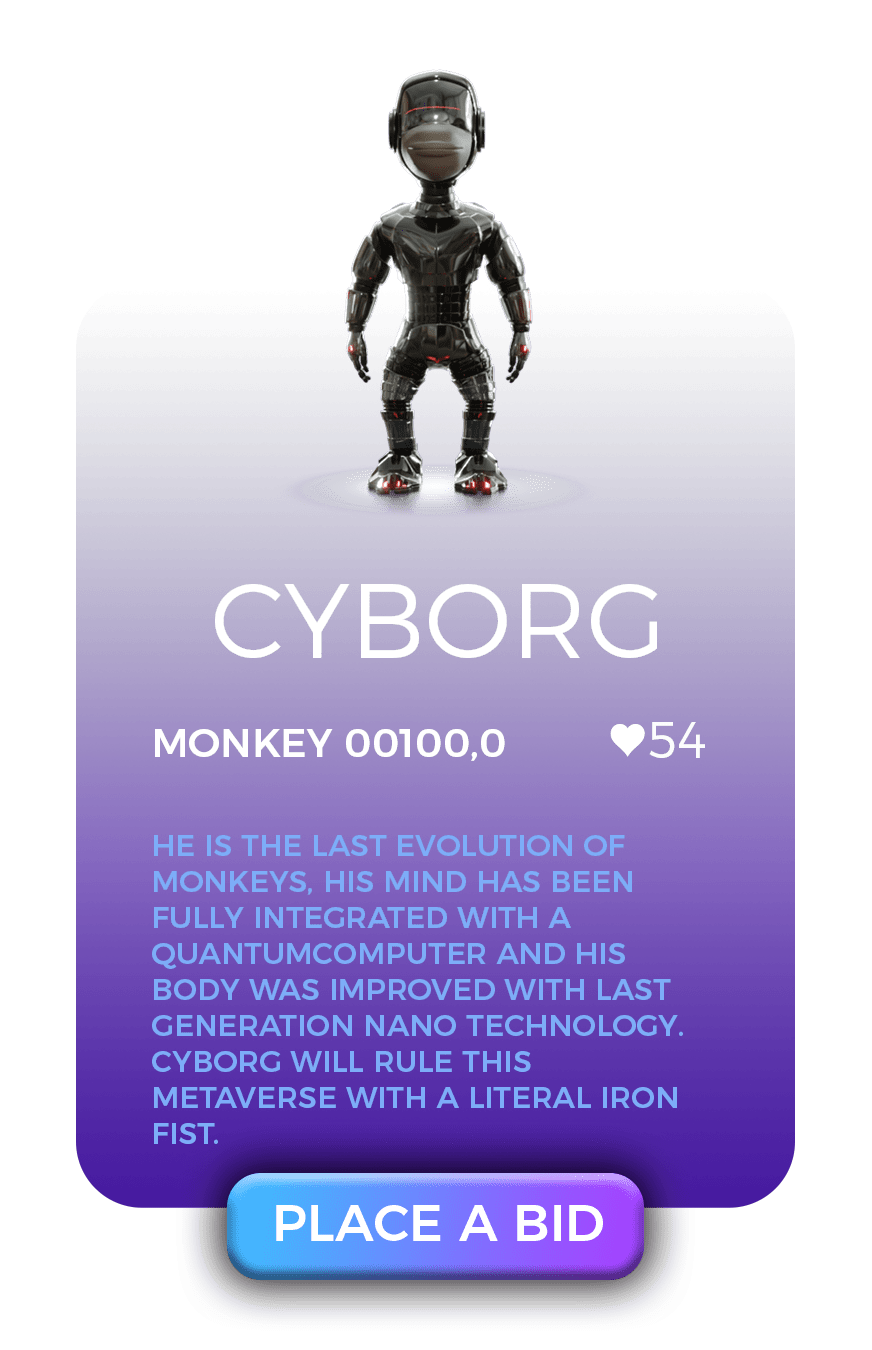 CYBORG
MONKEY 00100,0 ♥54
HE IS THE LAST EVOLUTION OF
MONKEYS, HIS MIND HAS BEEN
FULLY INTEGRATED WITH A
QUANTUMCOMPUTER AND HIS
BODY WAS IMPROVED WITH LAST
GENERATION NANO TECHNOLOGY.
CYBORG WILL RULE THIS
METAVERSE WITH A LITERAL IRON
FIST.
PLACE A BID